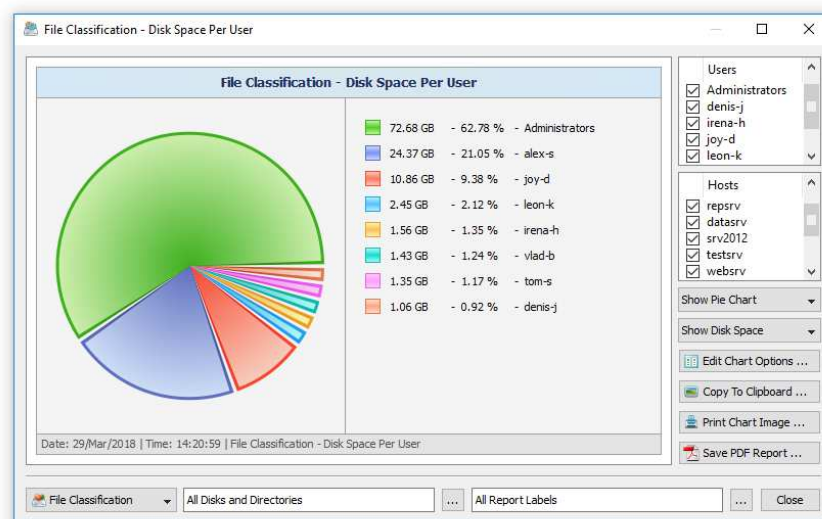 File Classification - Disk Space Per User
File Classification - Disk Space Per User
72.68 GB - 62.78 % - Administrators
24.37 GB - 21.05 % - alex-s
10.86 GB - 9.38 % - joy-d
2.45 GB - 2.12 % - leon-k
1.56 GB - 1.35 % - irena-h
1.43 GB - 1.24 % - vlad-b
1.35 GB - 1.17 % - tom-s
1.06 GB - 0.92 % - denis-j
Date: 29/Mar/2018 | Time: 14:20:59 | File Classification - Disk Space Per User
Users
Administrators
denis-j
irena-h
joy-d
leon-k
Hosts
repsrv
datasrv
srv2012
testsrv
websrv
Show Pie Chart
Show Disk Space
Edit Chart Options ...
Copy To Clipboard ...
Print Chart Image ...
Save PDF Report ...
File Classification
All Disks and Directories
...
All Report Labels
...
Close